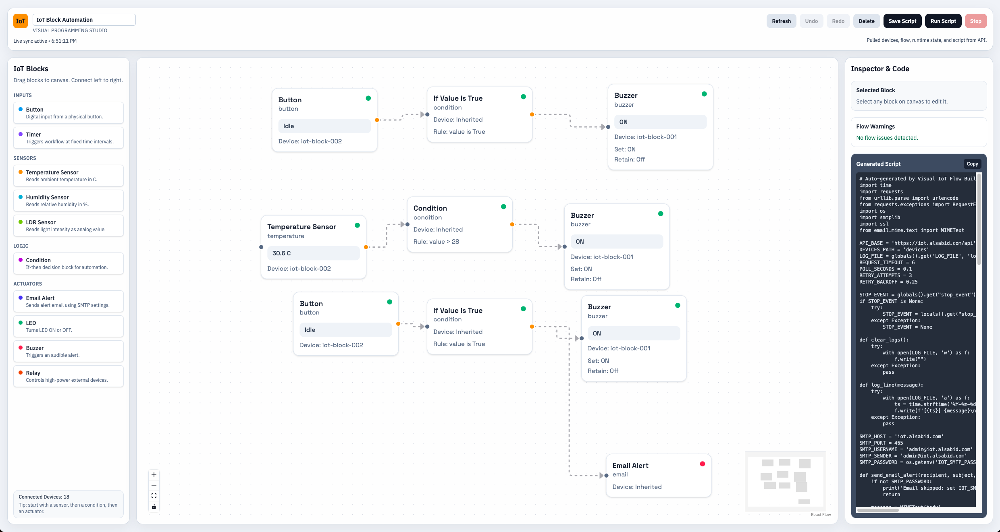 IoT
IoT Block Automation
VISUAL PROGRAMMING STUDIO
Live sync active • 6:51:11 PM
Refresh
Undo
Redo
Delete
Save Script
Run Script
Stop
Pulled devices, flow, runtime state, and script from API.
IoT Blocks
Drag blocks to canvas. Connect left to right.
INPUTS
Button
Digital input from a physical button.
Timer
Triggers workflow at fixed time intervals.
SENSORS
Temperature Sensor
Reads ambient temperature in C.
Humidity Sensor
Reads relative humidity in %.
LDR Sensor
Reads light intensity as analog value.
LOGIC
Condition
If-then decision block for automation.
ACTUATORS
Email Alert
Sends alert email using SMTP settings.
LED
Turns LED ON or OFF.
Buzzer
Triggers an audible alert.
Relay
Controls high-power external devices.
Connected Devices: 18
Tip: start with a sensor, then a condition, then
an actuator.
Button
button
Idle
Device: iot-block-002
If Value is True
condition
Device: Inherited
Rule: value is True
Buzzer
buzzer
ON
Device: iot-block-001
Set: ON
Retain: Off
Temperature Sensor
temperature
30.6 C
Device: iot-block-002
Condition
condition
Device: Inherited
Rule: value > 28
Buzzer
buzzer
ON
Device: iot-block-001
Set: ON
Retain: Off
Button
button
Idle
Device: iot-block-002
If Value is True
condition
Device: Inherited
Rule: value is True
Buzzer
buzzer
ON
Device: iot-block-001
Set: ON
Retain: Off
Email Alert
email
Device: Inherited
React Flow
Inspector & Code
Selected Block
Select any block on canvas to edit it.
Flow Warnings
No flow issues detected.
Generated Script
Copy
# Auto-generated by Visual IoT Flow Buil
import time
import requests
from urllib.parse import urlencode
from requests.exceptions import RequestE
import os
import smtplib
import ssl
from email.mime.text import MIMEText
API_BASE = 'https://iot.alsabid.com/api'
DEVICES_PATH = 'devices'
LOG_FILE = globals().get('LOG_FILE', 'lo
REQUEST_TIMEOUT = 6
POLL_SECONDS = 0.1
RETRY_ATTEMPTS = 3
RETRY_BACKOFF = 0.25
STOP_EVENT = globals().get("stop_event")
if STOP_EVENT is None:
    try:
        STOP_EVENT = locals().get("stop_
    except Exception:
        STOP_EVENT = None
def clear_logs():
    try:
        with open(LOG_FILE, 'w') as f:
            f.write("")
    except Exception:
        pass
def log_line(message):
    try:
        with open(LOG_FILE, 'a') as f:
            ts = time.strftime('%Y-%m-%d
            f.write(f'[{ts}] {message}\n
    except Exception:
        pass
SMTP_HOST = 'iot.alsabid.com'
SMTP_PORT = 465
SMTP_USERNAME = 'admin@iot.alsabid.com'
SMTP_SENDER = 'admin@iot.alsabid.com'
SMTP_PASSWORD = os.getenv('IOT_SMTP_PASS
def send_email_alert(recipient, subject,
    if not SMTP_PASSWORD:
        print('Email skipped: set IOT_SM
        return
    message = MIMEText(body)